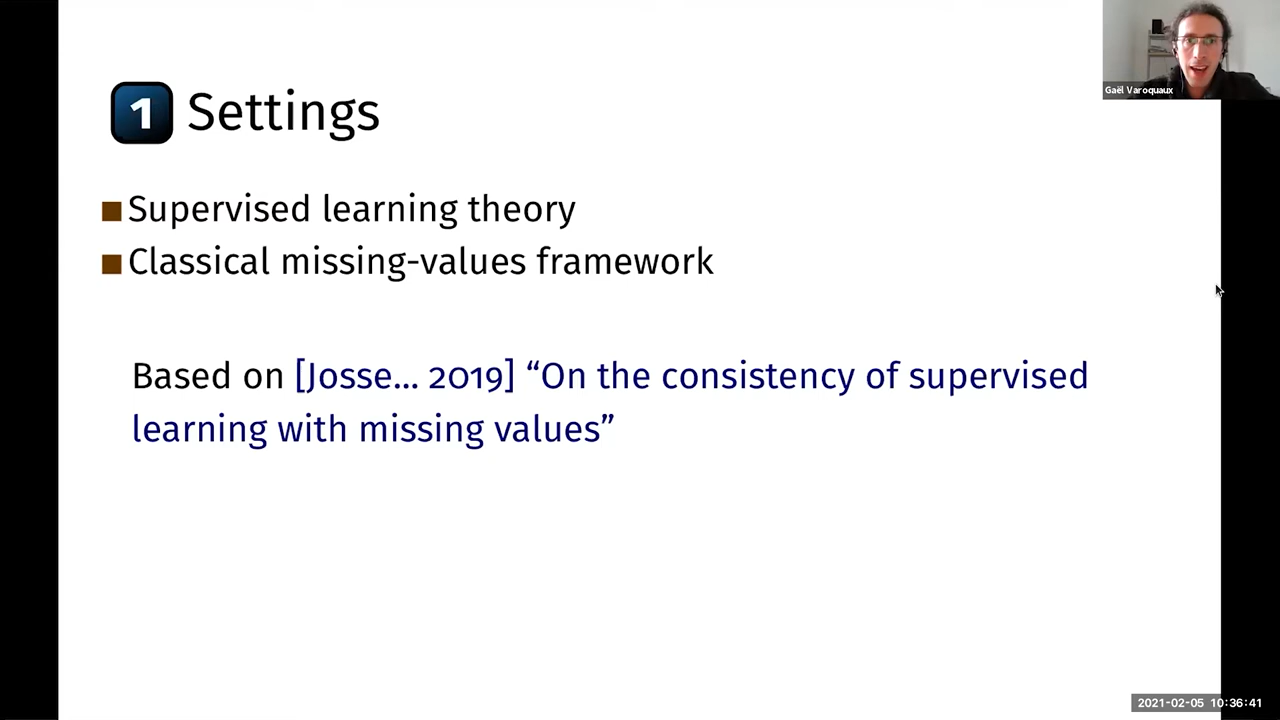 1 Settings
Supervised learning theory
Classical missing-values framework
Based on [Josse... 2019] “On the consistency of supervised
learning with missing values”
Gaël Varoquaux
2021-02-05 10:36:41